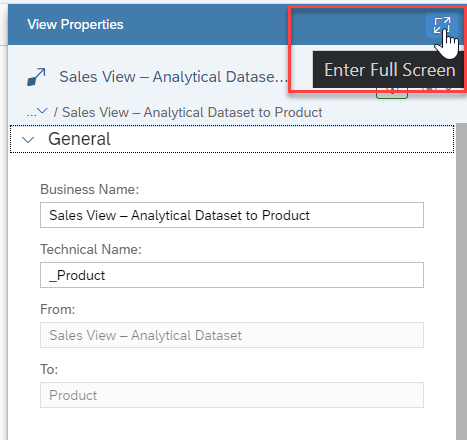 View Properties
Enter Full Screen
Sales View – Analytical Datase...
...
/ Sales View – Analytical Dataset to Product
General
Business Name:
Sales View – Analytical Dataset to Product
Technical Name:
_Product
From:
Sales View – Analytical Dataset
To:
Product